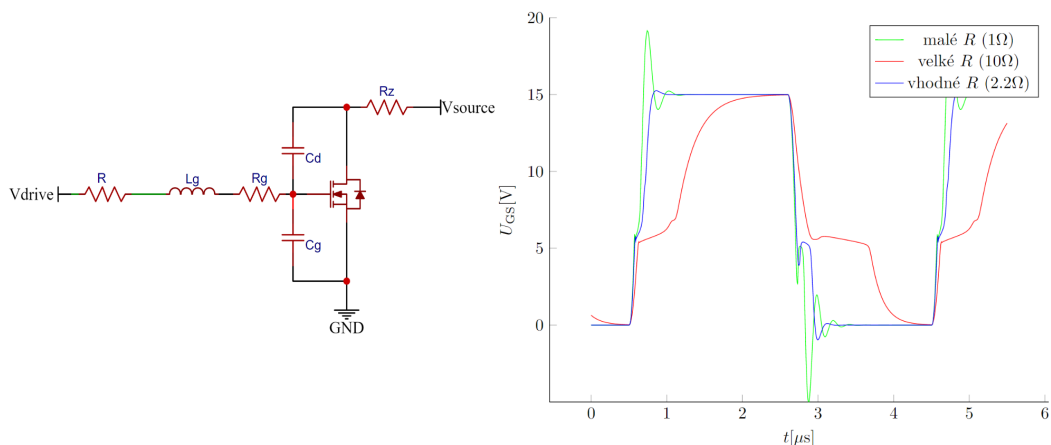 Rz
Vsource
Cd
R
Lg
Rg
Vdrive
Cg
GND
malé R (1Ω)
velké R (10Ω)
vhodné R (2.2Ω)
20
15
10
5
0
U_GS[V]
0
1
2
3
4
5
6
t[μs]